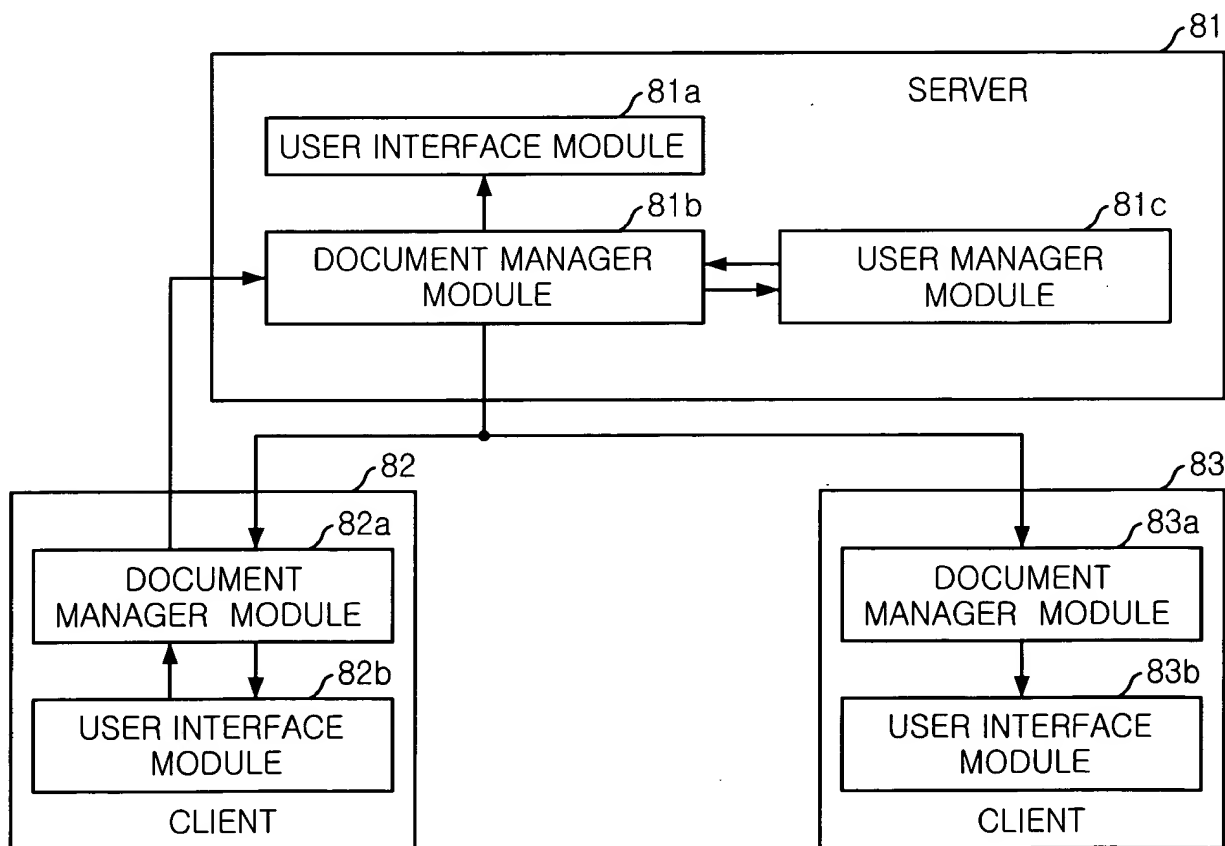 81
SERVER
81a
USER INTERFACE MODULE
81b
DOCUMENT MANAGER
MODULE
81c
USER MANAGER
MODULE
82
82a
DOCUMENT
MANAGER MODULE
82b
USER INTERFACE
MODULE
CLIENT
83
83a
DOCUMENT
MANAGER MODULE
83b
USER INTERFACE
MODULE
CLIENT